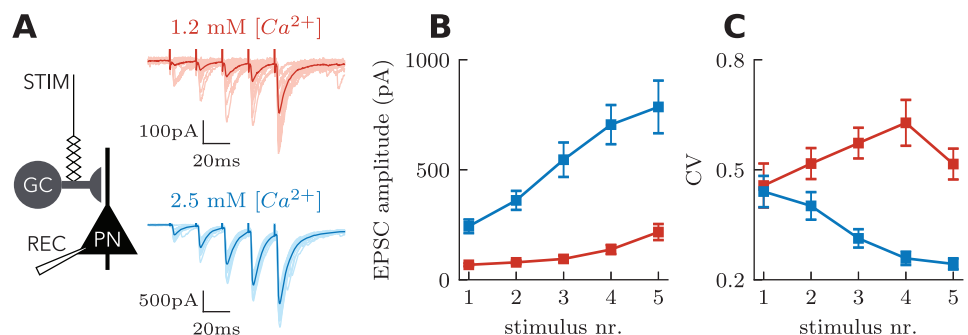 A
1.2 mM [Ca2+]
STIM
GC
PN
REC
100pA
20ms
2.5 mM [Ca2+]
500pA
20ms
B
EPSC amplitude (pA)
1000
500
0
1 2 3 4 5
stimulus nr.
C
CV
0.8
0.5
0.2
1 2 3 4 5
stimulus nr.